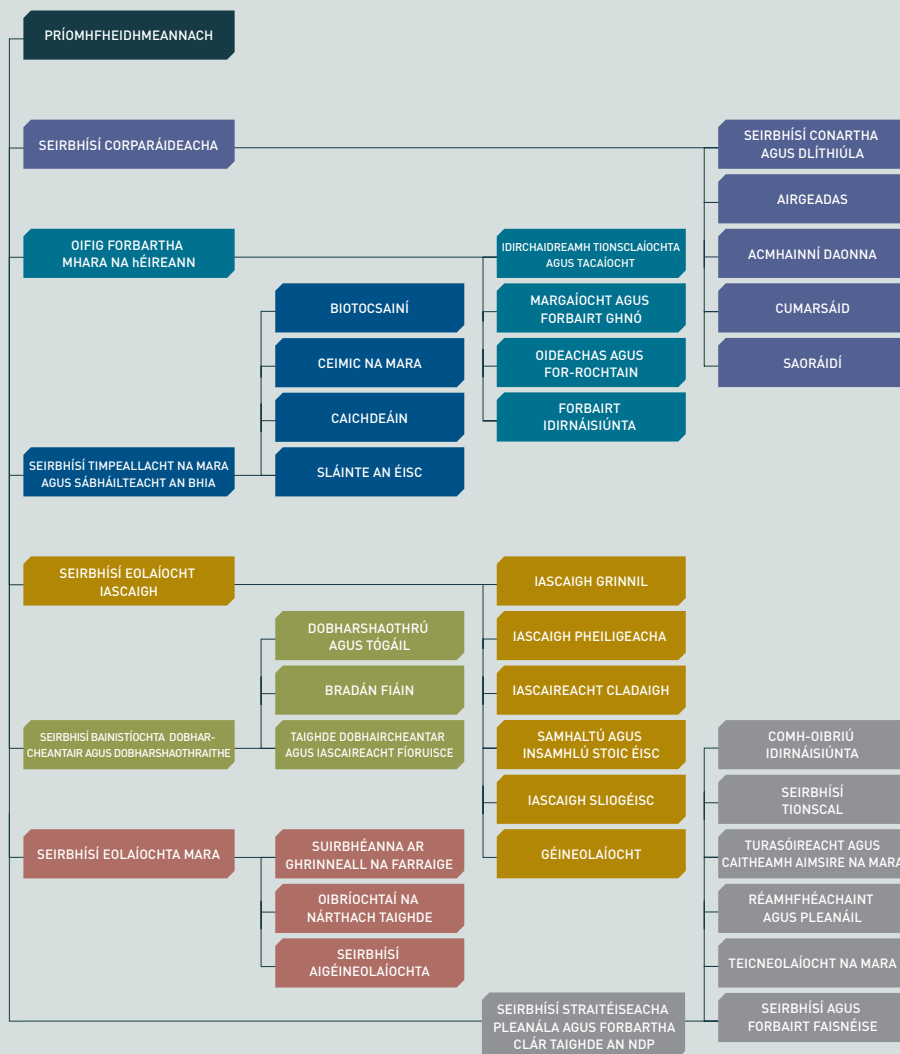 PRÍOMHFHEIDHMEANNACH
SEIRBHÍSÍ CORPARÁIDEACHA
SEIRBHÍSÍ CONARTHA
AGUS DLÍTHIÚLA
AIRGEADAS
ACMHAINNÍ DAONNA
CUMARSÁID
SAORÁIDÍ
OIFIG FORBARTHA
MHARA NA hÉIREANN
IDIRCHAIDREAMH TIONSCLAÍOCHTA
AGUS TACAÍOCHT
MARGAÍOCHT AGUS
FORBAIRT GHNÓ
OIDEACHAS AGUS
FOR-ROCHTAIN
FORBAIRT
IDIRNÁISIÚNTA
SEIRBHÍSÍ TIMPEALLACHT NA MARA
AGUS SÁBHÁILTEACHT AN BHIA
BIOTOCSAINÍ
CEIMIC NA MARA
CAICHDEÁIN
SLÁINTE AN ÉISC
SEIRBHÍSÍ EOLAÍOCHT
IASCAIGH
IASCAIGH GRINNIL
IASCAIGH PHEILIGEACHA
IASCAIREACHT CLADAIGH
SAMHALTÚ AGUS
INSAMHLÚ STOIC ÉISC
IASCAIGH SLIOGÉISC
GÉINEOLAÍOCHT
SEIRBHISÍ BAINISTÍOCHTA DOBHAR-
CHEANTAIR AGUS DOBHARSHAOTHRAITHE
DOBHARSHAOTHRÚ
AGUS TÓGÁIL
BRADÁN FIÁIN
TAIGHDE DOBHAIRCHEANTAR
AGUS IASCAIREACHT FÍORUISCE
SEIRBHÍSÍ EOLAÍOCHTA MARA
SUIRBHÉANNA AR
GHRINNEALL NA FARRAIGE
OIBRÍOCHTAÍ NA
NÁRTHACH TAIGHDE
SEIRBHÍSÍ
AIGÉINEOLAÍOCHTA
SEIRBHÍSÍ STRAITÉISEACHA
PLEANÁLA AGUS FORBARTHA
CLÁR TAIGHDE AN NDP
COMH-OIBRIÚ
IDIRNÁISIÚNTA
SEIRBHÍSÍ
TIONSCAL
TURASÓIREACHT AGUS
CAITHEAMH AIMSIRE NA MARA
RÉAMHFHÉACHAINT
AGUS PLEANÁIL
TEICNEOLAÍOCHT NA MARA
SEIRBHÍSÍ AGUS
FORBAIRT FAISNÉISE